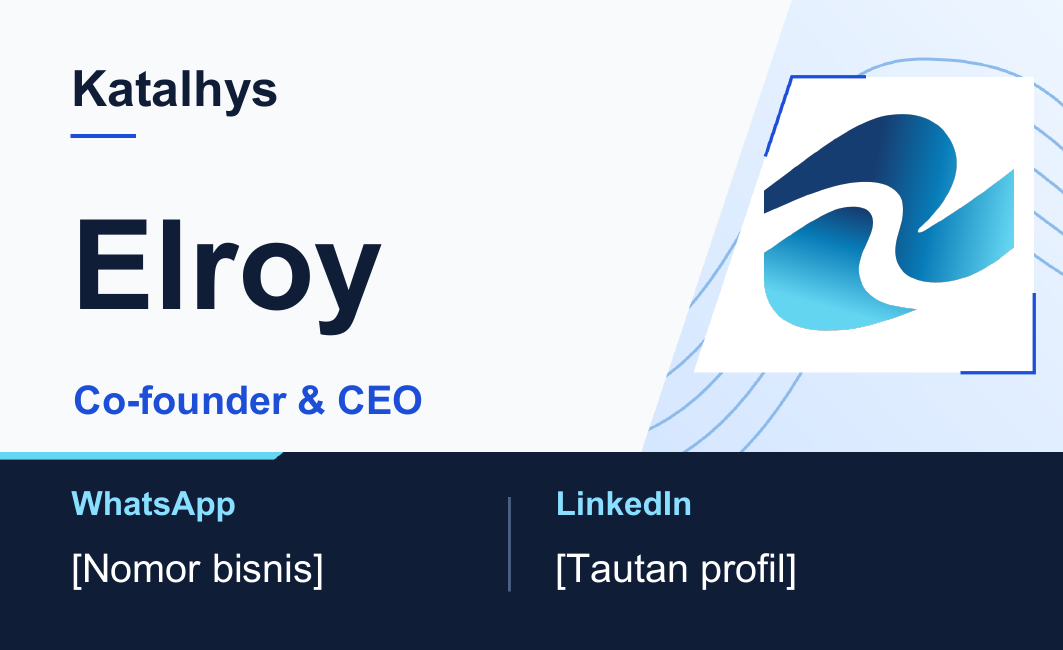 Katalhys
Elroy
Co-founder & CEO
WhatsApp
[Nomor bisnis]
LinkedIn
[Tautan profil]